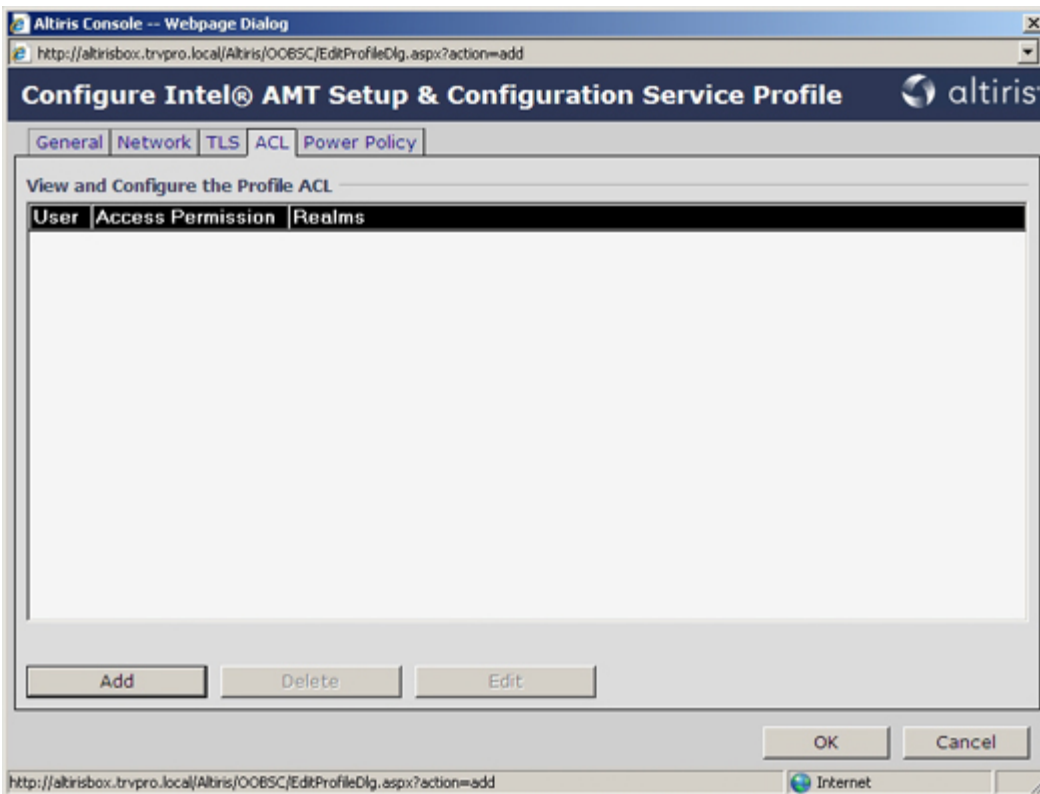 Altiris Console -- Webpage Dialog
http://altirisbox.trvpro.local/Altiris/OOBSC/EditProfileDlg.aspx?action=add
Configure Intel® AMT Setup & Configuration Service Profile altiris
General Network TLS ACL Power Policy
View and Configure the Profile ACL
User Access Permission Realms
Add Delete Edit
OK Cancel
http://altirisbox.trvpro.local/Altiris/OOBSC/EditProfileDlg.aspx?action=add Internet